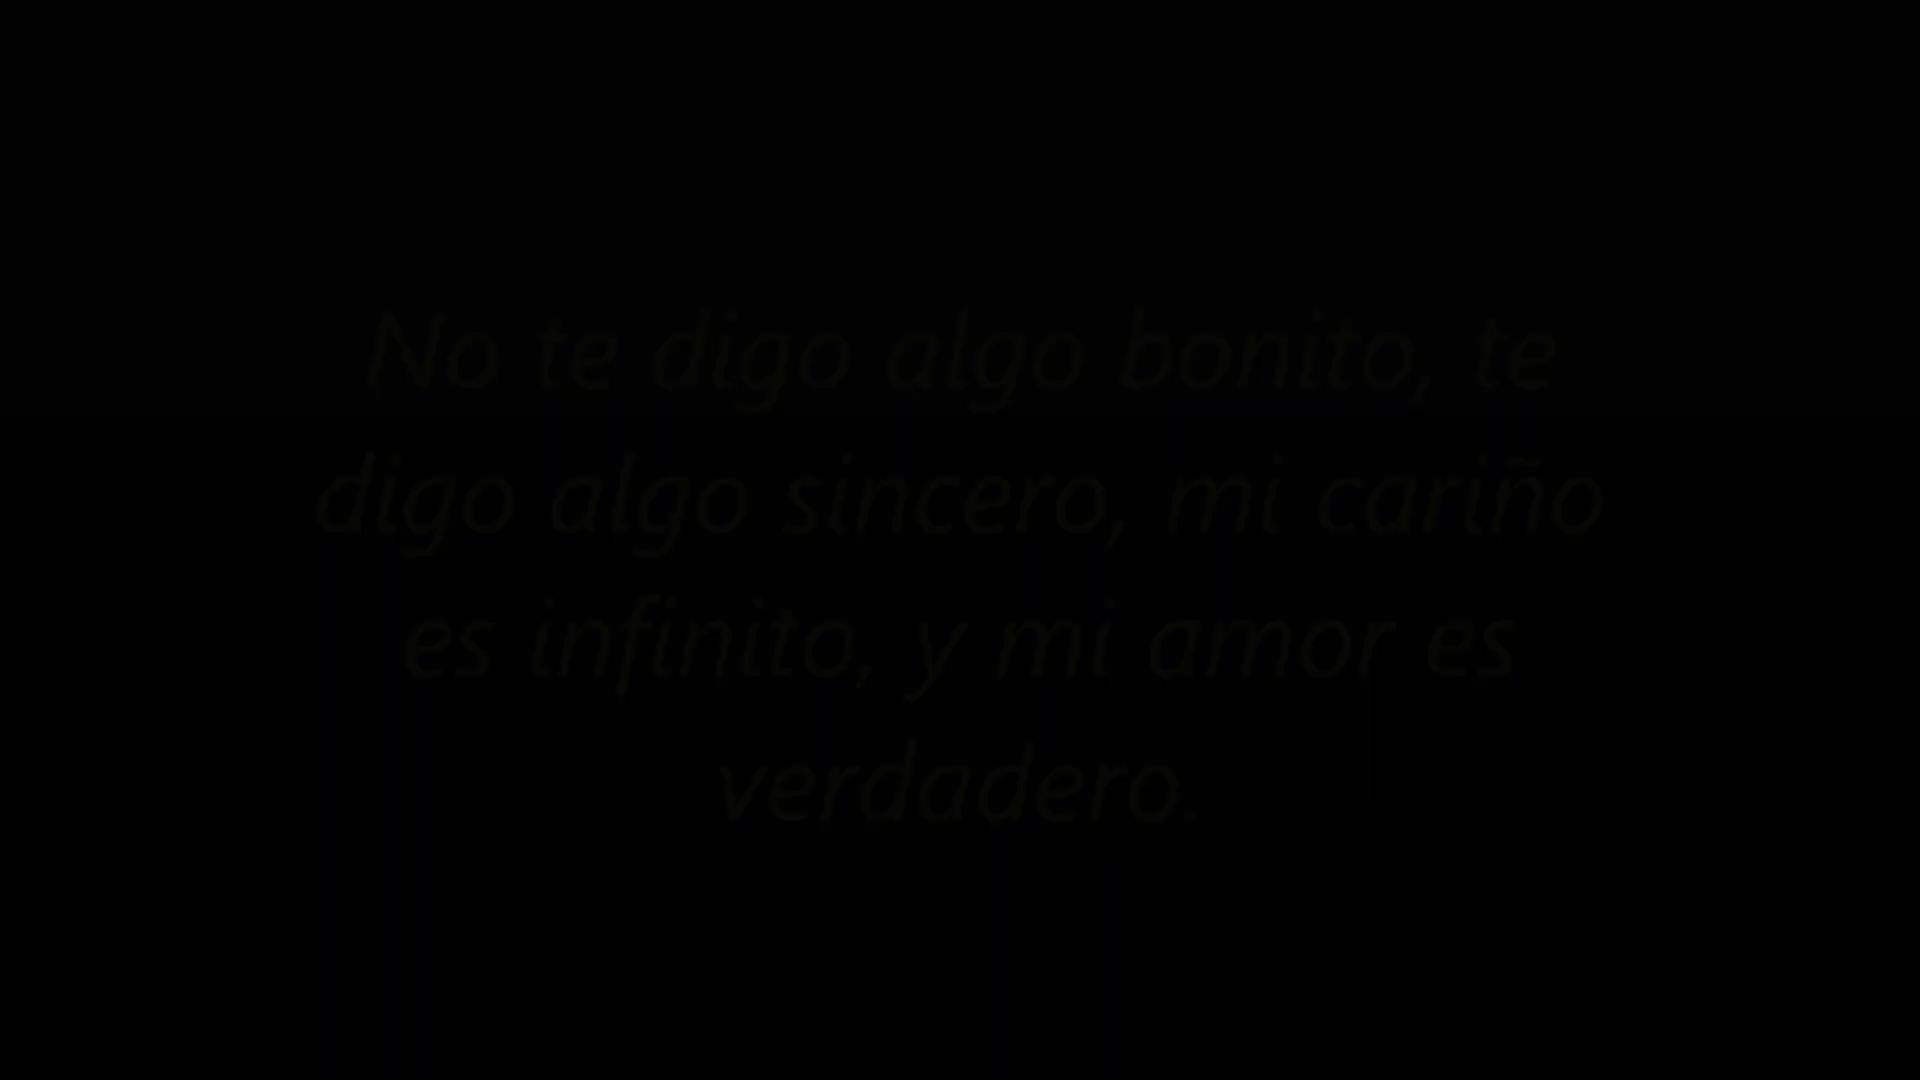 No te digo algo bonito, te
digo algo sincero, mi cariño
es infinito, y mi amor es
verdadero.